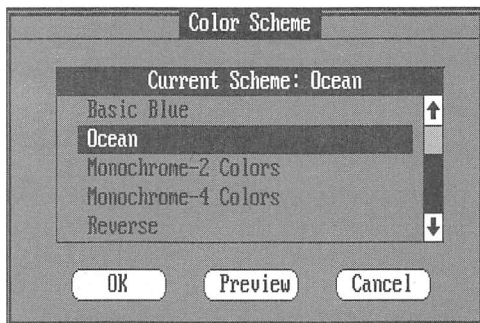 Color Scheme
Current Scheme: Ocean
Basic Blue
Ocean
Monochrome-2 Colors
Monochrome-4 Colors
Reverse
OK Preview Cancel